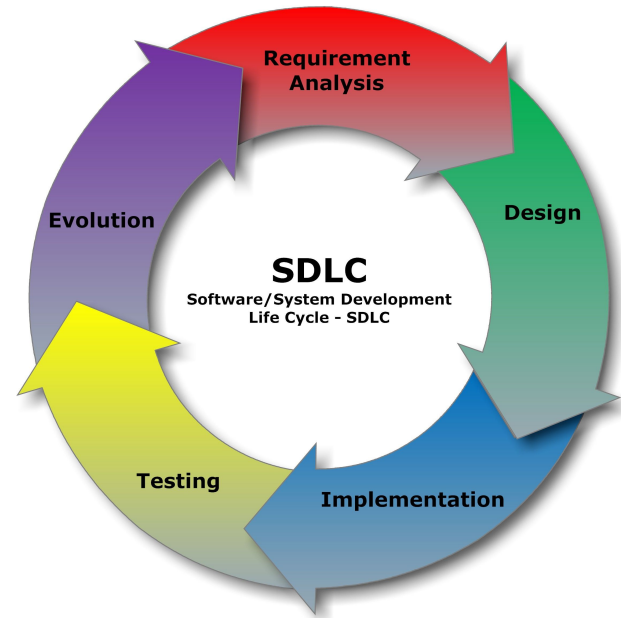 Requirement
Analysis
Design
Evolution
SDLC
Software/System Development
Life Cycle - SDLC
Testing
Implementation